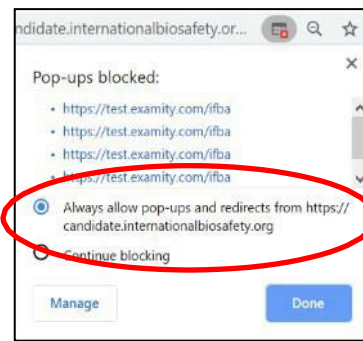 ndidate.internationalbiosafety.or...
Pop-ups blocked:
• https://test.examity.com/ifba
• https://test.examity.com/ifba
• https://test.examity.com/ifba
• https://test.examity.com/ifba
Always allow pop-ups and redirects from https://
candidate.internationalbiosafety.org
Continue blocking
Manage
Done